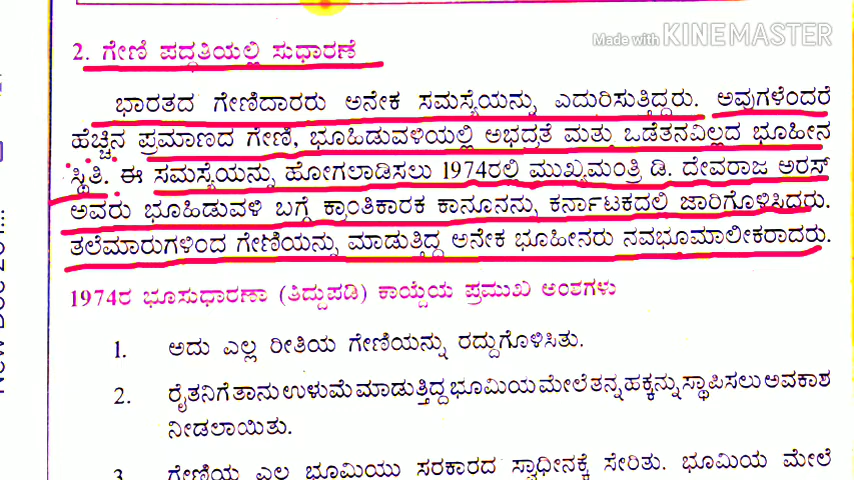 Made with KINEMASTER
2. ಗೇಣಿ ಪದ್ಧತಿಯಲ್ಲಿ ಸುಧಾರಣೆ
ಭಾರತದ ಗೇಣಿದಾರರು ಅನೇಕ ಸಮಸ್ಯೆಯನ್ನು ಎದುರಿಸುತ್ತಿದ್ದರು. ಅವುಗಳೆಂದರೆ
ಹೆಚ್ಚಿನ ಪ್ರಮಾಣದ ಗೇಣಿ, ಭೂಹಿಡುವಳಿಯಲ್ಲಿ ಅಭದ್ರತೆ ಮತ್ತು ಒಡೆತನವಿಲ್ಲದ ಭೂಹೀನ
ಸ್ಥಿತಿ. ಈ ಸಮಸ್ಯೆಯನ್ನು ಹೋಗಲಾಡಿಸಲು 1974ರಲ್ಲಿ ಮುಖ್ಯಮಂತ್ರಿ ಡಿ. ದೇವರಾಜ ಅರಸ್
ಅವರು ಭೂಹಿಡುವಳಿ ಬಗ್ಗೆ ಕ್ರಾಂತಿಕಾರಕ ಕಾನೂನನ್ನು ಕರ್ನಾಟಕದಲ್ಲಿ ಜಾರಿಗೊಳಿಸಿದರು.
ತಲೆಮಾರುಗಳಿಂದ ಗೇಣಿಯನ್ನು ಮಾಡುತ್ತಿದ್ದ ಅನೇಕ ಭೂಹೀನರು ನವಭೂಮಾಲೀಕರಾದರು.
1974ರ ಭೂಸುಧಾರಣಾ (ತಿದ್ದುಪಡಿ) ಕಾಯ್ದೆಯ ಪ್ರಮುಖ ಅಂಶಗಳು
1. ಅದು ಎಲ್ಲ ರೀತಿಯ ಗೇಣಿಯನ್ನು ರದ್ದುಗೊಳಿಸಿತು.
2. ರೈತನಿಗೆ ತಾನು ಉಳುಮೆ ಮಾಡುತ್ತಿದ್ದ ಭೂಮಿಯ ಮೇಲೆ ತನ್ನ ಹಕ್ಕನ್ನು ಸ್ಥಾಪಿಸಲು ಅವಕಾಶ
ನೀಡಲಾಯಿತು.
3. ಗೇಣಿಯ ಎಲ್ಲ ಭೂಮಿಯು ಸರಕಾರದ ಸ್ವಾಧೀನಕ್ಕೆ ಸೇರಿತು. ಭೂಮಿಯ ಮೇಲೆ